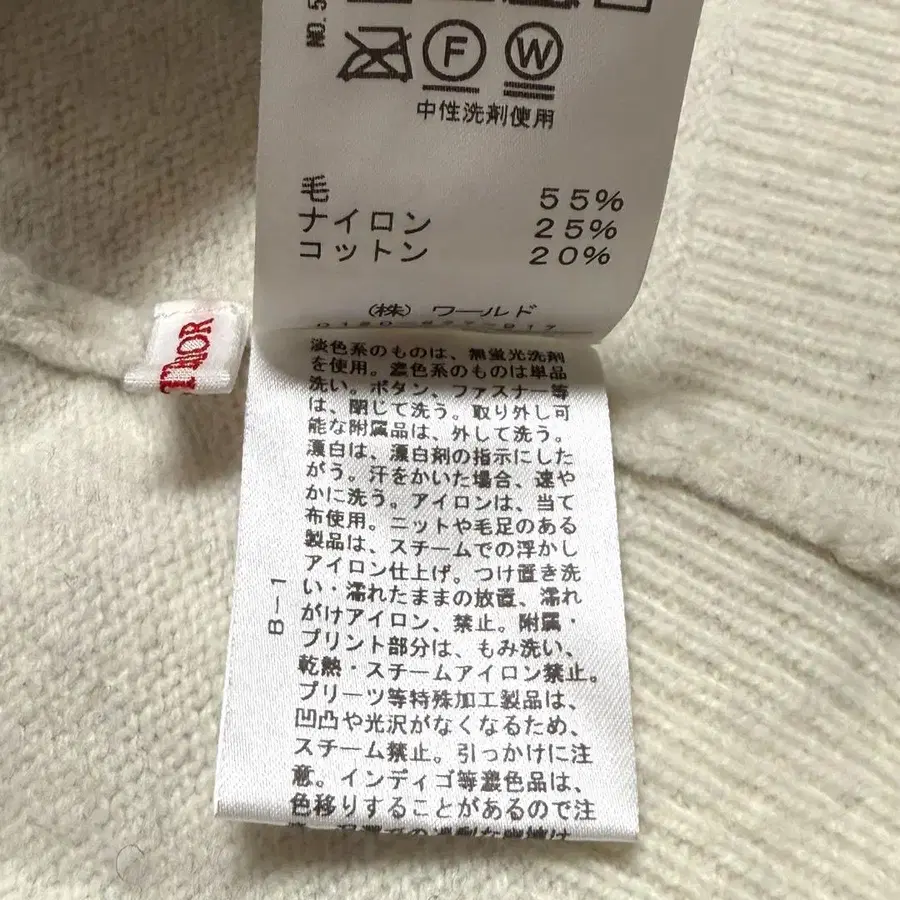 NO.5
F
W
中性洗剤使用
毛 55%
ナイロン 25%
コットン 20%
(株) ワールド
淡色系のものは、無蛍光洗剤
を使用。濃色系のものは単品
洗い。ボタン、ファスナー等
は、閉じて洗う。取り外し可
能な附属品は、外して洗う。
漂白は、漂白剤の指示にした
がう。汗をかいた場合、速や
かに洗う。アイロンは、当て
布使用。ニットや毛足のある
製品は、スチームでの浮かし
アイロン仕上げ。つけ置き洗
い・濡れたままの放置、濡れ
がけアイロン、禁止。附属・
プリント部分は、もみ洗い、
乾熱・スチームアイロン禁止。
プリーツ等特殊加工製品は、
凹凸や光沢がなくなるため、
スチーム禁止。引っかけに注
意。インディゴ等濃色品は、
色移りすることがあるので注
B-1